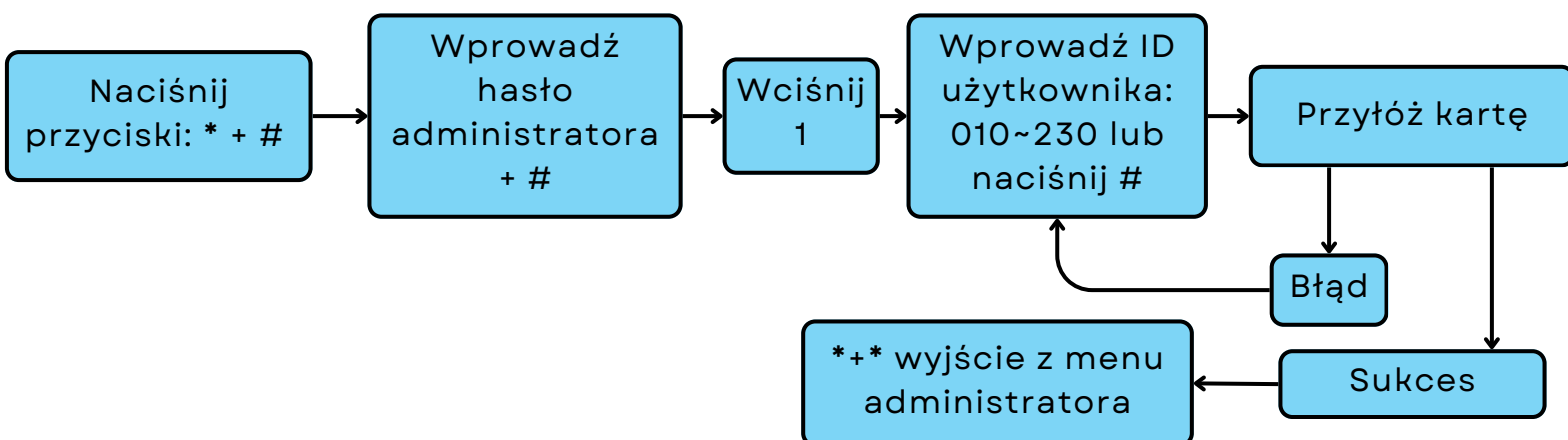 Naciśnij
przyciski: * + #
Wprowadź
hasło
administratora
+ #
Wciśnij
1
Wprowadź ID
użytkownika:
010~230 lub
naciśnij #
Przyłóż kartę
Błąd
Sukces
*+* wyjście z menu
administratora